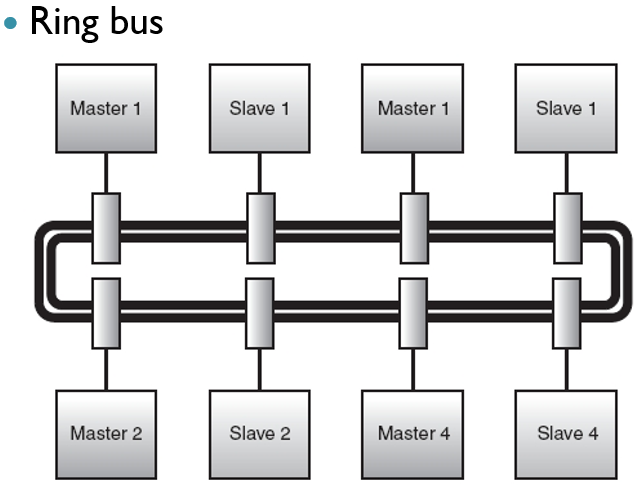 • Ring bus
Master 1
Slave 1
Master 1
Slave 1
Master 2
Slave 2
Master 4
Slave 4